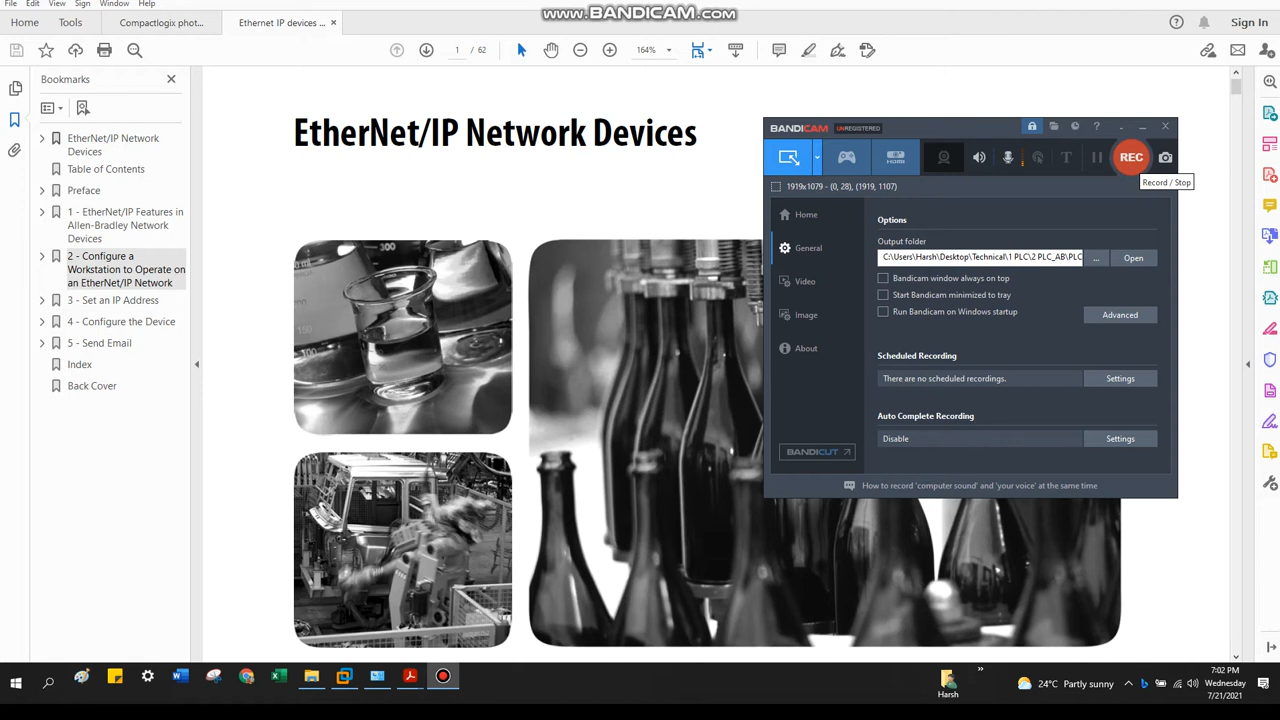 File Edit View Sign Window Help
www.BANDICAM.com
Home Tools Compactlogix phot... Ethernet IP devices ... Sign In
1 / 62 164%
Bookmarks
EtherNet/IP Network
Devices
Table of Contents
Preface
1 - EtherNet/IP Features in
Allen-Bradley Network
Devices
2 - Configure a
Workstation to Operate on
an EtherNet/IP Network
3 - Set an IP Address
4 - Configure the Device
5 - Send Email
Index
Back Cover
EtherNet/IP Network Devices
BANDICAM UNREGISTERED
HDMI REC
Record / Stop
1919x1079 - (0, 28), (1919, 1107)
Home
General
Video
Image
About
BANDICUT
Options
Output folder
C:\Users\Harsh\Desktop\Technical\1 PLC\2 PLC_AB\PLC ... Open
Bandicam window always on top
Start Bandicam minimized to tray
Run Bandicam on Windows startup
Advanced
Scheduled Recording
There are no scheduled recordings. Settings
Auto Complete Recording
Disable Settings
How to record 'computer sound' and 'your voice' at the same time
300
Harsh
24°C Partly sunny
7:02 PM
Wednesday
7/21/2021